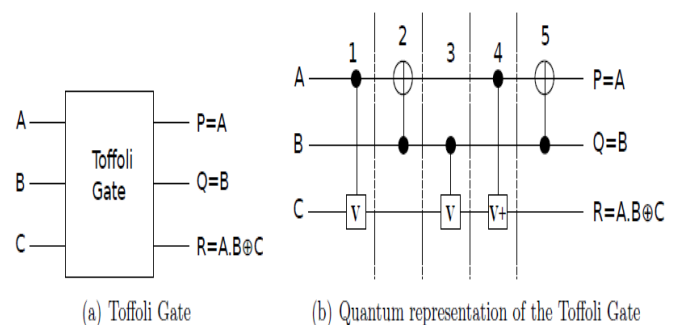 A
B
C
Toffoli
Gate
P=A
Q=B
R=A.B⊕C
(a) Toffoli Gate
1 2 3 4 5
A
B
C
V
V
V+
P=A
Q=B
R=A.B⊕C
(b) Quantum representation of the Toffoli Gate